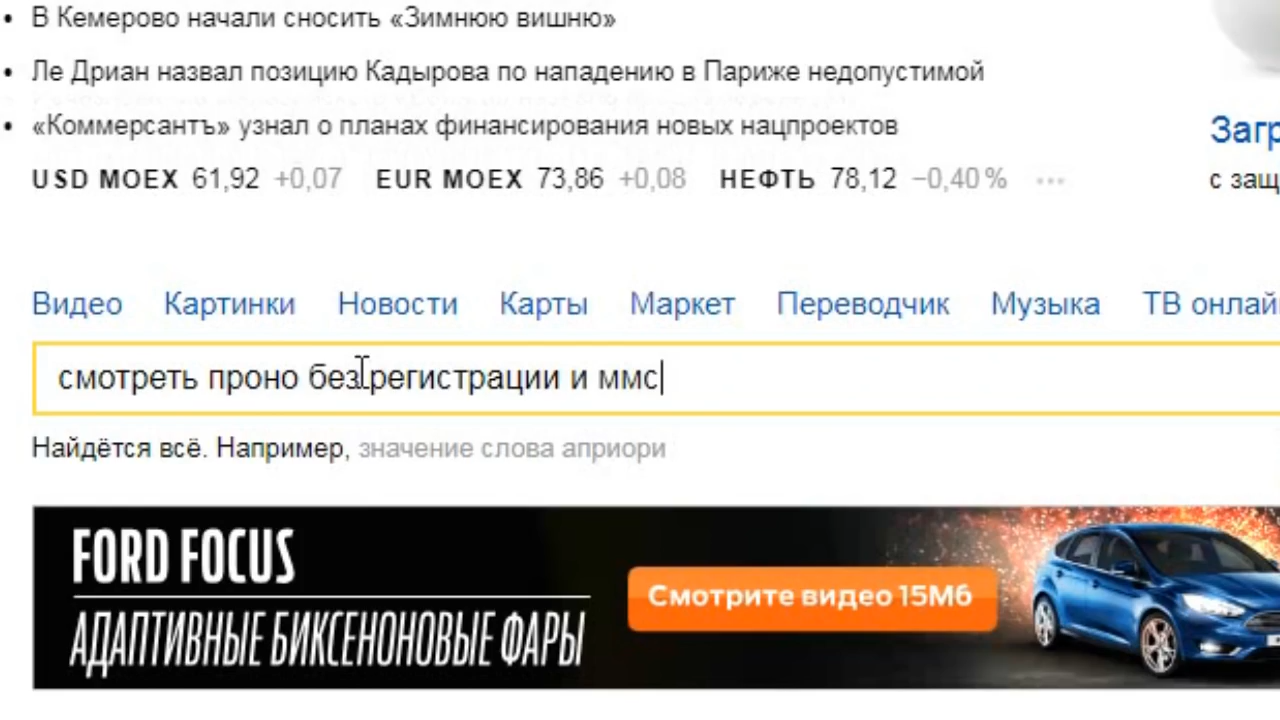 • В Кемерово начали сносить «Зимнюю вишню»
• Ле Дриан назвал позицию Кадырова по нападению в Париже недопустимой
• «Коммерсантъ» узнал о планах финансирования новых нацпроектов
Загр
USD MOEX 61,92 +0,07 EUR MOEX 73,86 +0,08 НЕФТЬ 78,12 −0,40% ···
с защ
Видео Картинки Новости Карты Маркет Переводчик Музыка ТВ онлай
смотреть проно без регистрации и ммс
Найдётся всё. Например, значение слова априори
FORD FOCUS
АДАПТИВНЫЕ БИКСЕНОНОВЫЕ ФАРЫ
Смотрите видео 15Мб